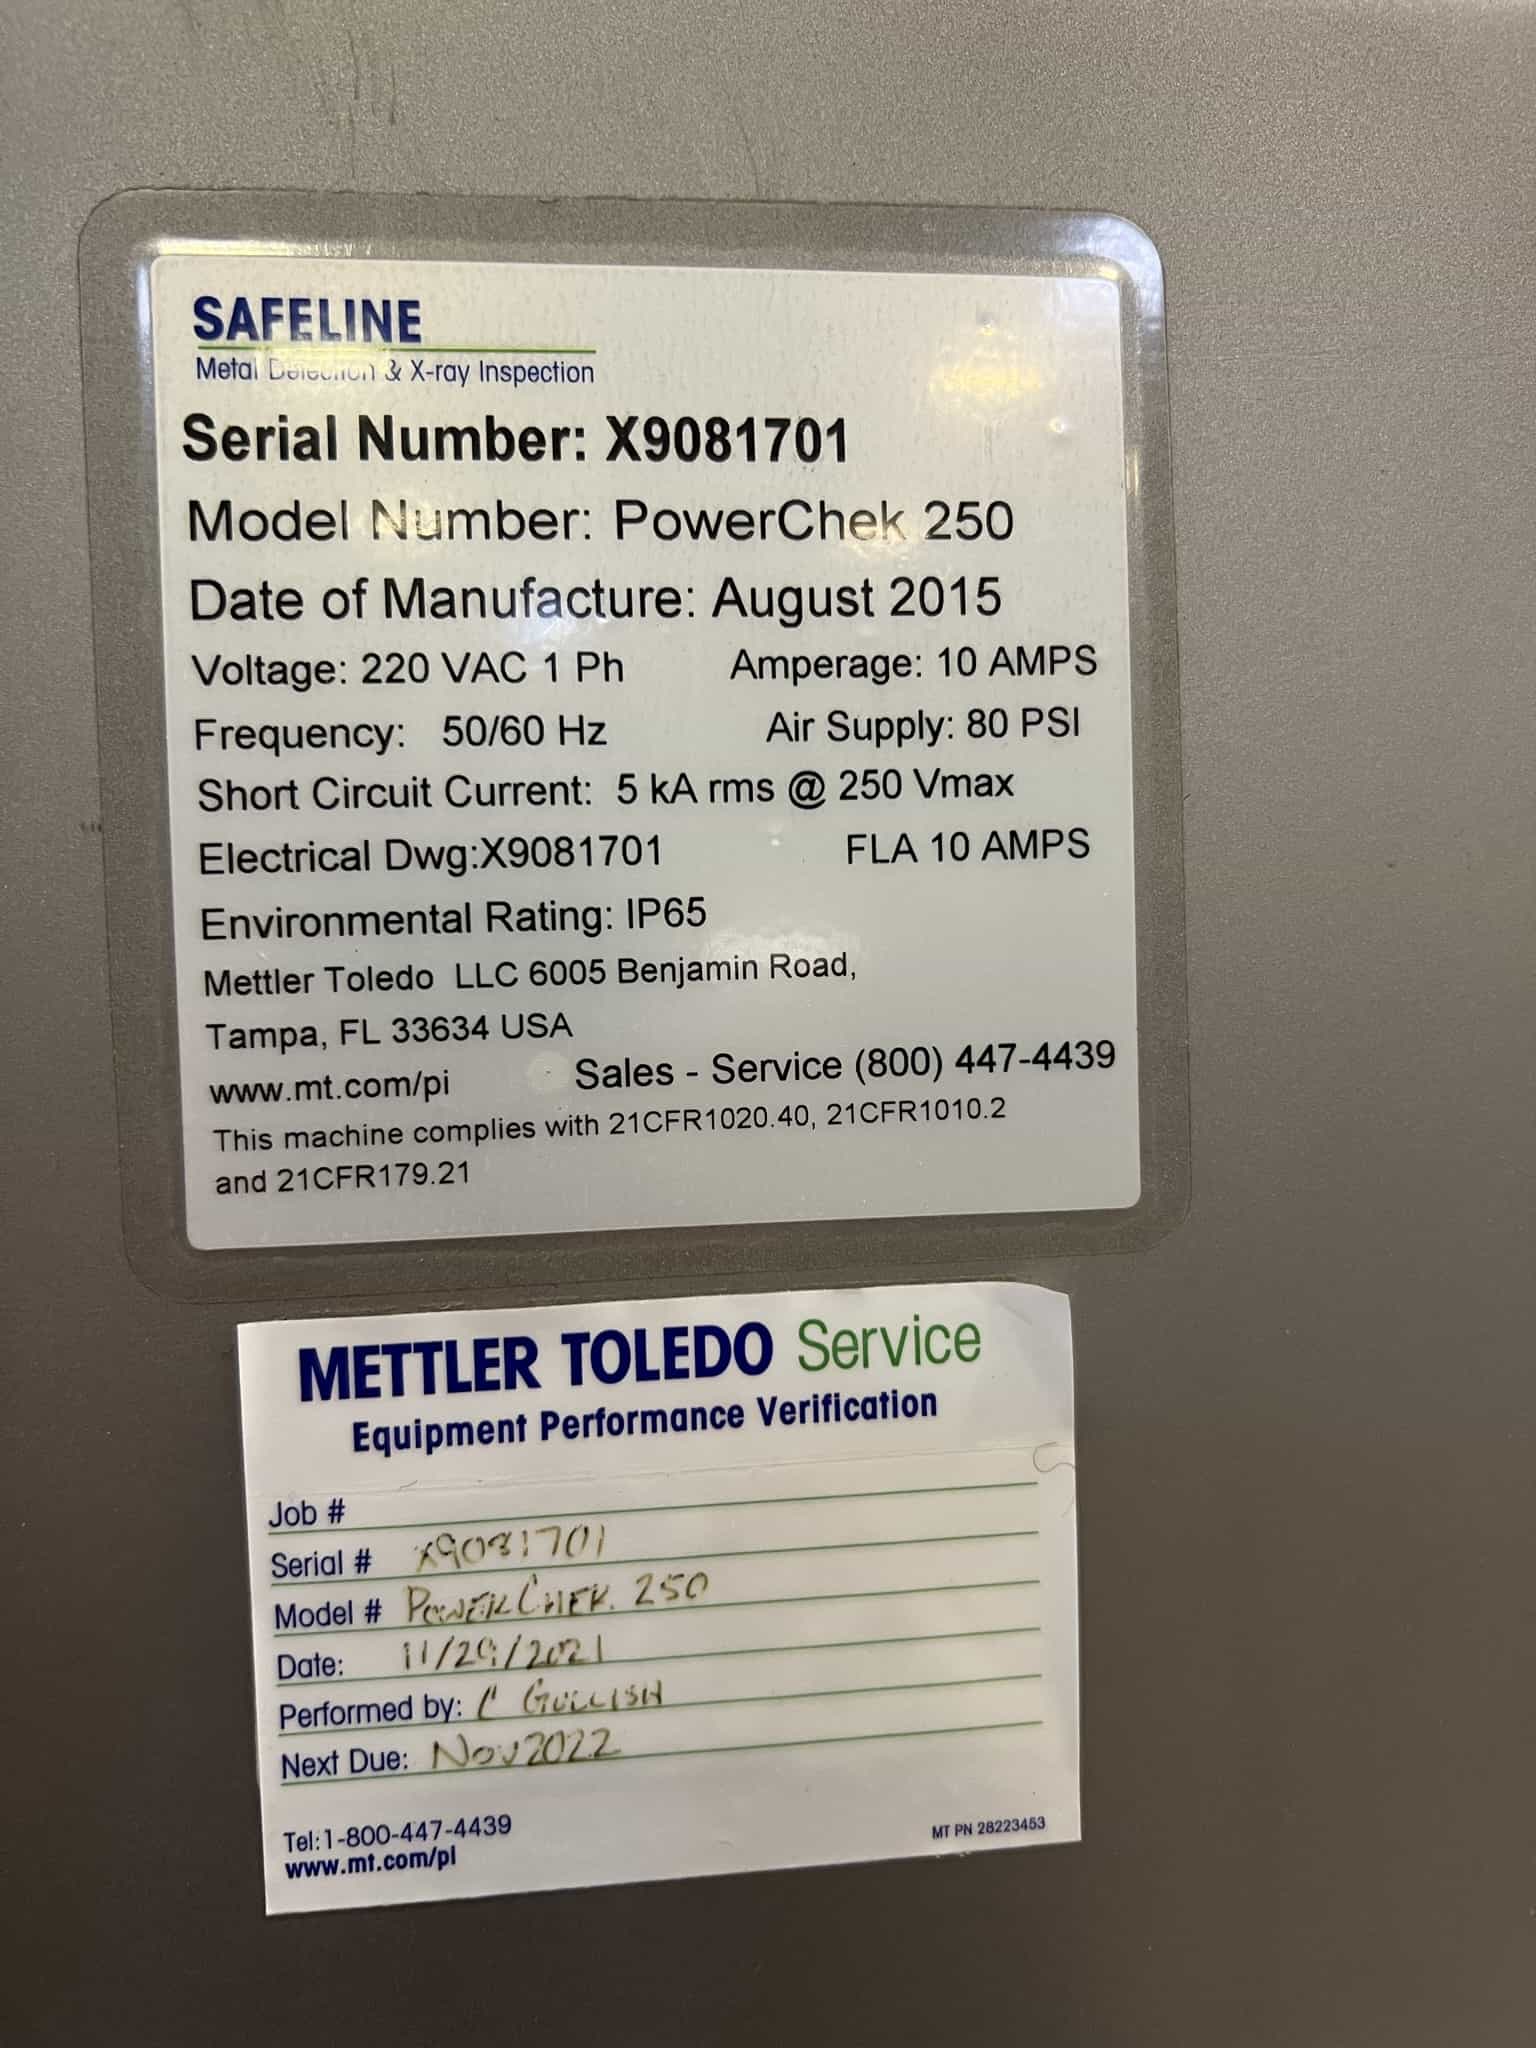 SAFELINE
Metal Detection & X-ray Inspection
Serial Number: X9081701
Model Number: PowerChek 250
Date of Manufacture: August 2015
Voltage: 220 VAC 1 Ph Amperage: 10 AMPS
Frequency: 50/60 Hz Air Supply: 80 PSI
Short Circuit Current: 5 kA rms @ 250 Vmax
Electrical Dwg:X9081701 FLA 10 AMPS
Environmental Rating: IP65
Mettler Toledo LLC 6005 Benjamin Road,
Tampa, FL 33634 USA
www.mt.com/pi Sales - Service (800) 447-4439
This machine complies with 21CFR1020.40, 21CFR1010.2
and 21CFR179.21
METTLER TOLEDO Service
Equipment Performance Verification
Job #
Serial # X9081701
Model # POWERCHEK 250
Date: 11/29/2021
Performed by: C GULLISH
Next Due: Nov 2022
Tel:1-800-447-4439
www.mt.com/pi
MT PN 28223453